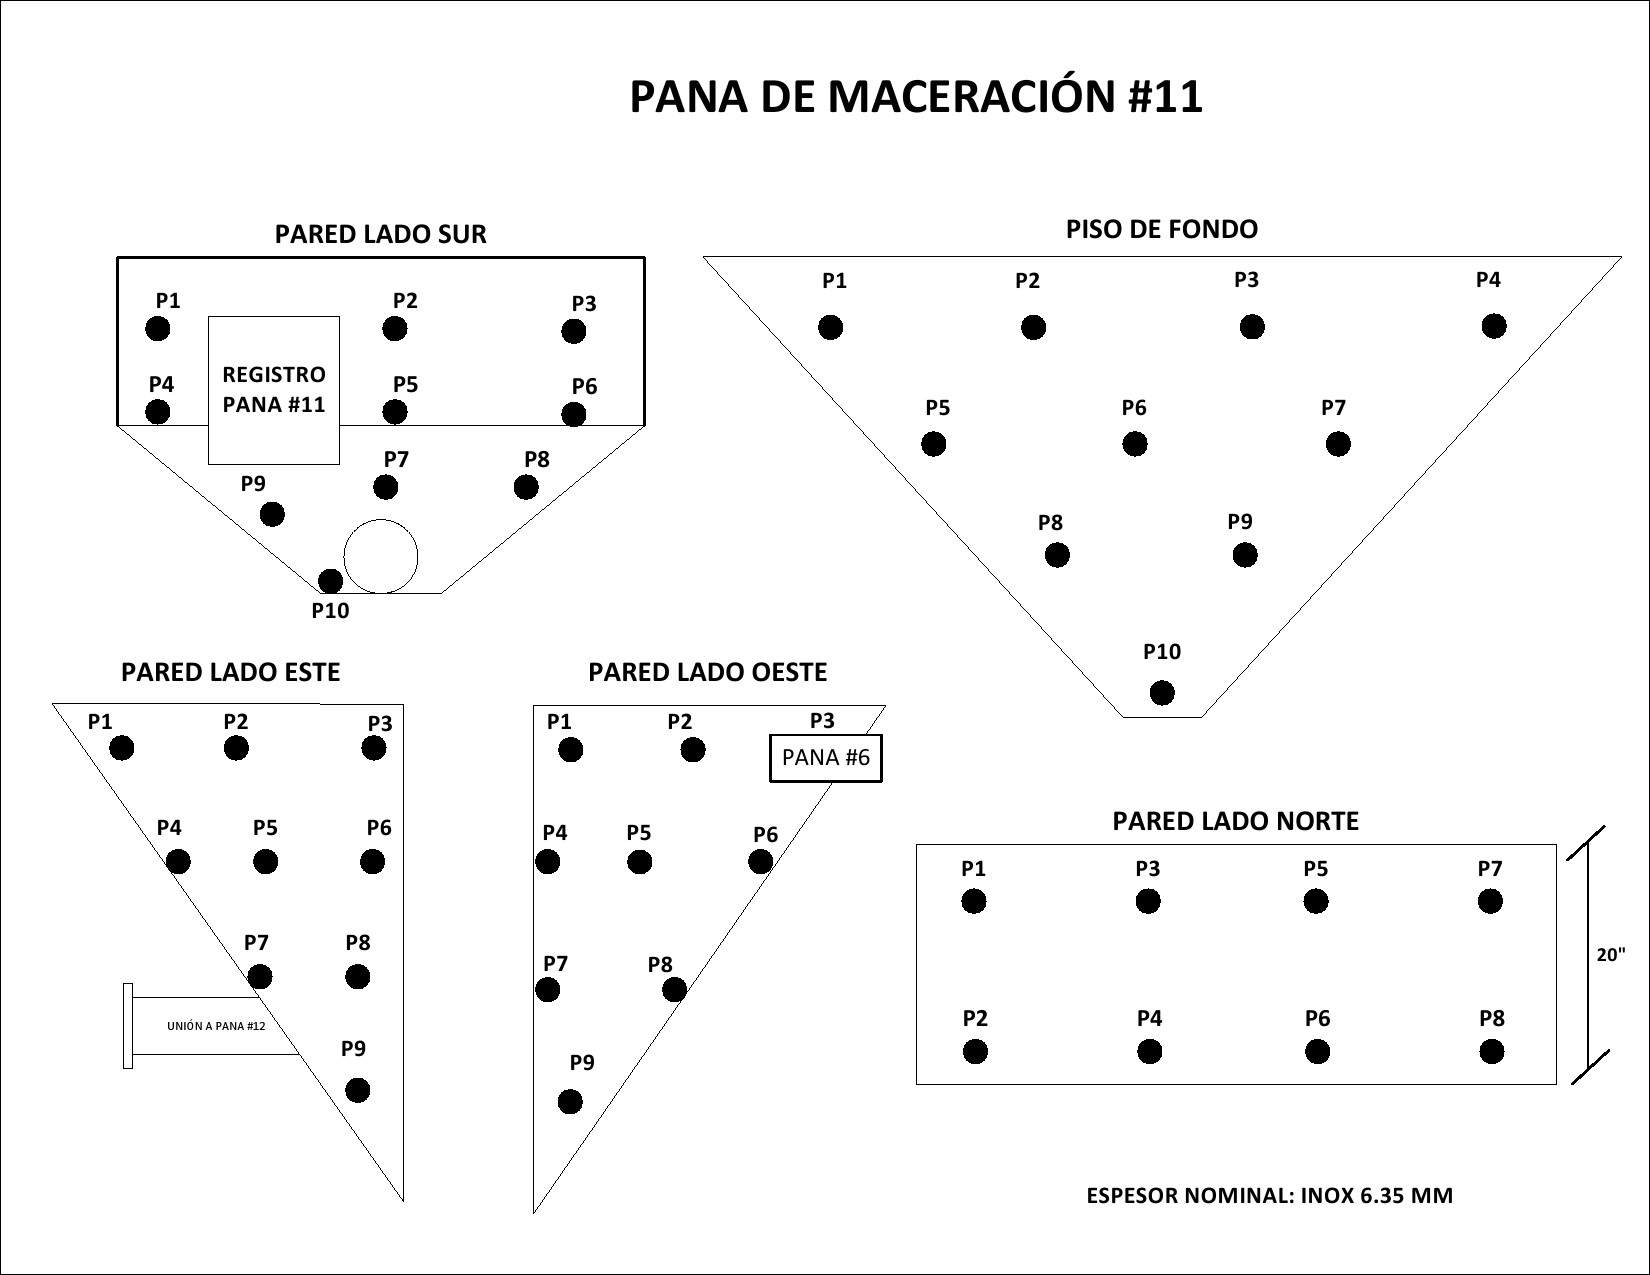 PANA DE MACERACIÓN #11
PARED LADO SUR
P1
P2
P3
REGISTRO
PANA #11
P4
P5
P6
P7
P8
P9
P10
PISO DE FONDO
P1
P2
P3
P4
P5
P6
P7
P8
P9
P10
PARED LADO ESTE
P1
P2
P3
P4
P5
P6
P7
P8
UNIÓN A PANA #12
P9
PARED LADO OESTE
P1
P2
P3
PANA #6
P4
P5
P6
P7
P8
P9
PARED LADO NORTE
P1
P3
P5
P7
20"
P2
P4
P6
P8
ESPESOR NOMINAL: INOX 6.35 MM